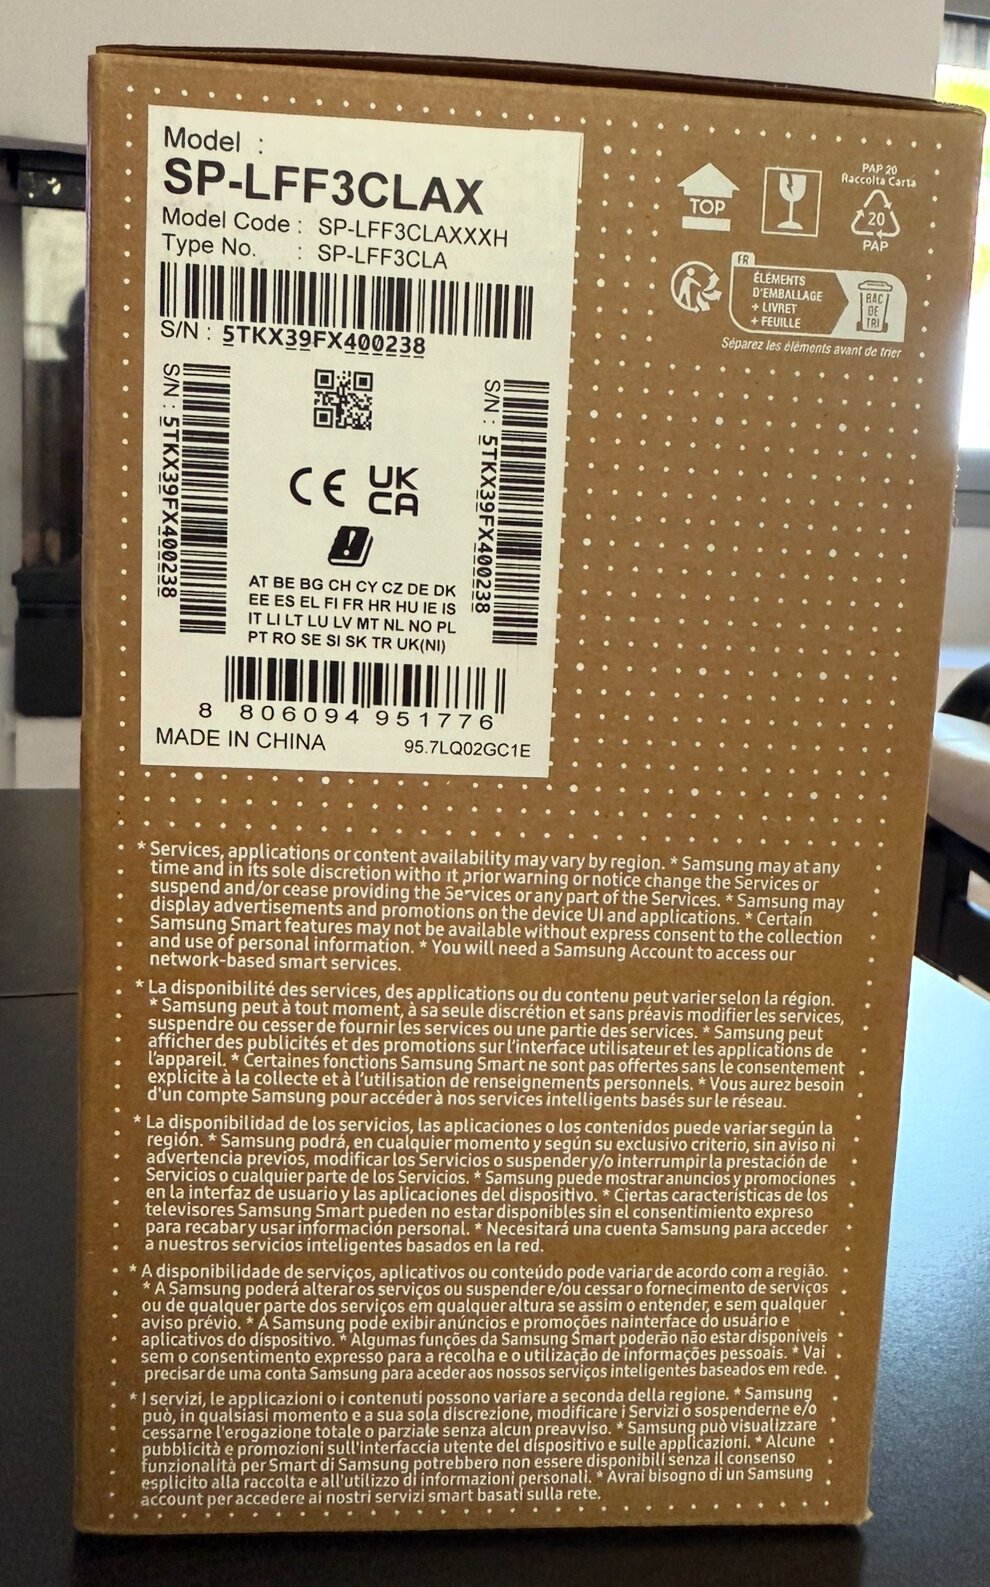 Model :
SP-LFF3CLAX
Model Code : SP-LFF3CLAXXXH
Type No. : SP-LFF3CLA
S/N : 5TKX39FX400238
S/N : 5TKX39FX400238
S/N : 5TKX39FX400238
CE UK
CA
AT BE BG CH CY CZ DE DK
EE ES EL FI FR HR HU IE IS
IT LI LT LU LV MT NL NO PL
PT RO SE SI SK TR UK(NI)
8 806094 951776
MADE IN CHINA 95.7LQ02GC1E
TOP
PAP 20
Raccolta Carta
20
PAP
FR
ÉLÉMENTS
D'EMBALLAGE
+ LIVRET
+ FEUILLE
BAC
DE
TRI
Séparez les éléments avant de trier
* Services, applications or content availability may vary by region. * Samsung may at any
time and in its sole discretion without prior warning or notice change the Services or
suspend and/or cease providing the Services or any part of the Services. * Samsung may
display advertisements and promotions on the device UI and applications. * Certain
Samsung Smart features may not be available without express consent to the collection
and use of personal information. * You will need a Samsung Account to access our
network-based smart services.
* La disponibilité des services, des applications ou du contenu peut varier selon la région.
* Samsung peut à tout moment, à sa seule discrétion et sans préavis modifier les services,
suspendre ou cesser de fournir les services ou une partie des services. * Samsung peut
afficher des publicités et des promotions sur l'interface utilisateur et les applications de
l'appareil. * Certaines fonctions Samsung Smart ne sont pas offertes sans le consentement
explicite à la collecte et à l'utilisation de renseignements personnels. * Vous aurez besoin
d'un compte Samsung pour accéder à nos services intelligents basés sur le réseau.
* La disponibilidad de los servicios, las aplicaciones o los contenidos puede variar según la
región. * Samsung podrá, en cualquier momento y según su exclusivo criterio, sin aviso ni
advertencia previos, modificar los Servicios o suspender y/o interrumpir la prestación de
Servicios o cualquier parte de los Servicios. * Samsung puede mostrar anuncios y promociones
en la interfaz de usuario y las aplicaciones del dispositivo. * Ciertas características de los
televisores Samsung Smart pueden no estar disponibles sin el consentimiento expreso
para recabar y usar información personal. * Necesitará una cuenta Samsung para acceder
a nuestros servicios inteligentes basados en la red.
* A disponibilidade de serviços, aplicativos ou conteúdo pode variar de acordo com a região.
* A Samsung poderá alterar os serviços ou suspender e/ou cessar o fornecimento de serviços
ou de qualquer parte dos serviços em qualquer altura se assim o entender, e sem qualquer
aviso prévio. * A Samsung pode exibir anúncios e promoções nainterface do usuário e
aplicativos do dispositivo. * Algumas funções da Samsung Smart poderão não estar disponíveis
sem o consentimento expresso para a recolha e o utilização de informações pessoais. * Vai
precisar de uma conta Samsung para aceder aos nossos serviços inteligentes baseados em rede.
* I servizi, le applicazioni o i contenuti possono variare a seconda della regione. * Samsung
può, in qualsiasi momento e a sua sola discrezione, modificare i Servizi o sospenderne e/o
cessarne l'erogazione totale o parziale senza alcun preavviso. * Samsung può visualizzare
pubblicità e promozioni sull'interfaccia utente del dispositivo e sulle applicazioni. * Alcune
funzionalità per Smart di Samsung potrebbero non essere disponibili senza il consenso
esplicito alla raccolta e all'utilizzo di informazioni personali. * Avrai bisogno di un Samsung
account per accedere ai nostri servizi smart basati sulla rete.